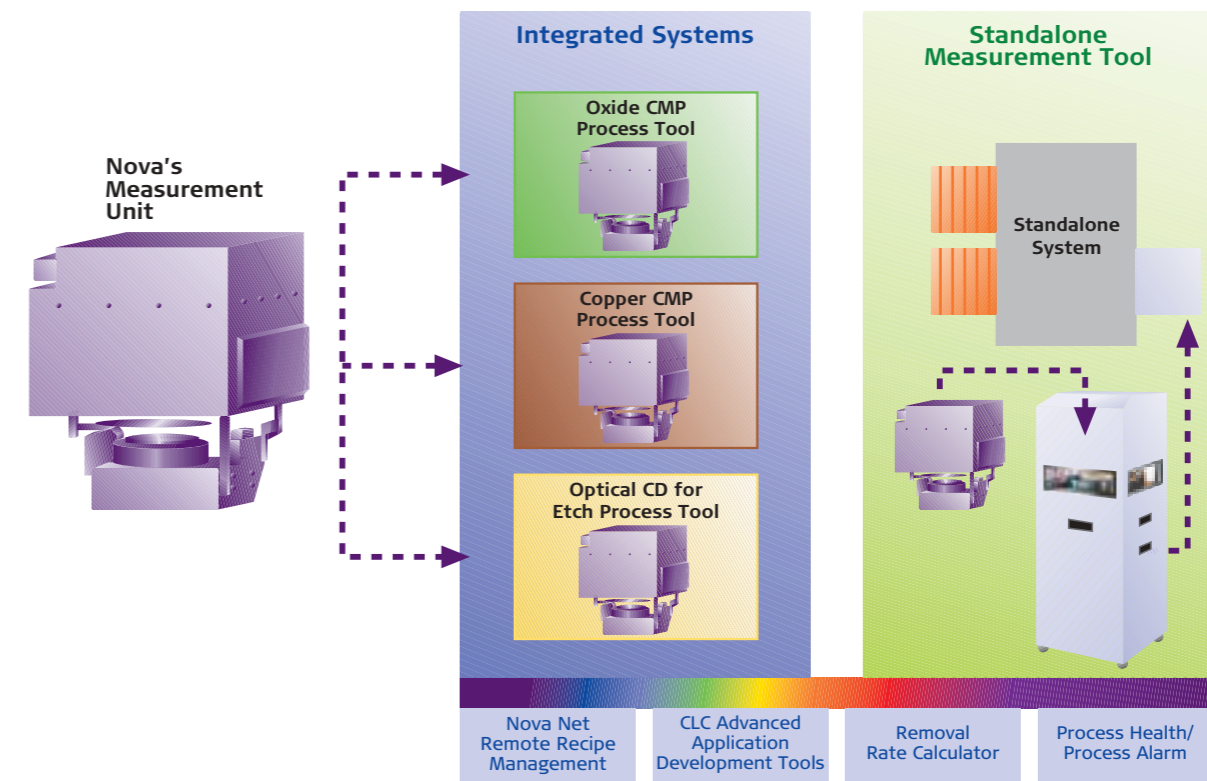 Nova's
Measurement
Unit
Integrated Systems
Oxide CMP
Process Tool
Copper CMP
Process Tool
Optical CD for
Etch Process Tool
Standalone
Measurement Tool
Standalone
System
Nova Net
Remote Recipe
Management
CLC Advanced
Application
Development Tools
Removal
Rate Calculator
Process Health/
Process Alarm